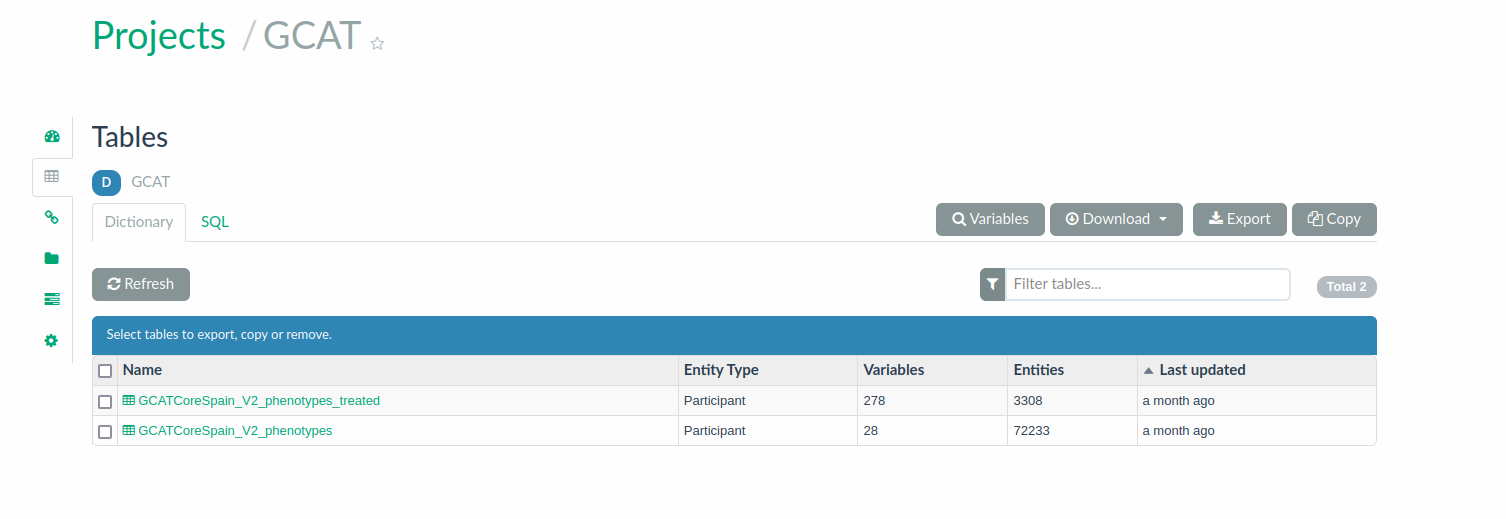 Projects / GCAT
Tables
D GCAT
Dictionary SQL Variables Download Export Copy
Refresh Filter tables... Total 2
Select tables to export, copy or remove.
Name Entity Type Variables Entities Last updated
GCATCoreSpain_V2_phenotypes_treated Participant 278 3308 a month ago
GCATCoreSpain_V2_phenotypes Participant 28 72233 a month ago